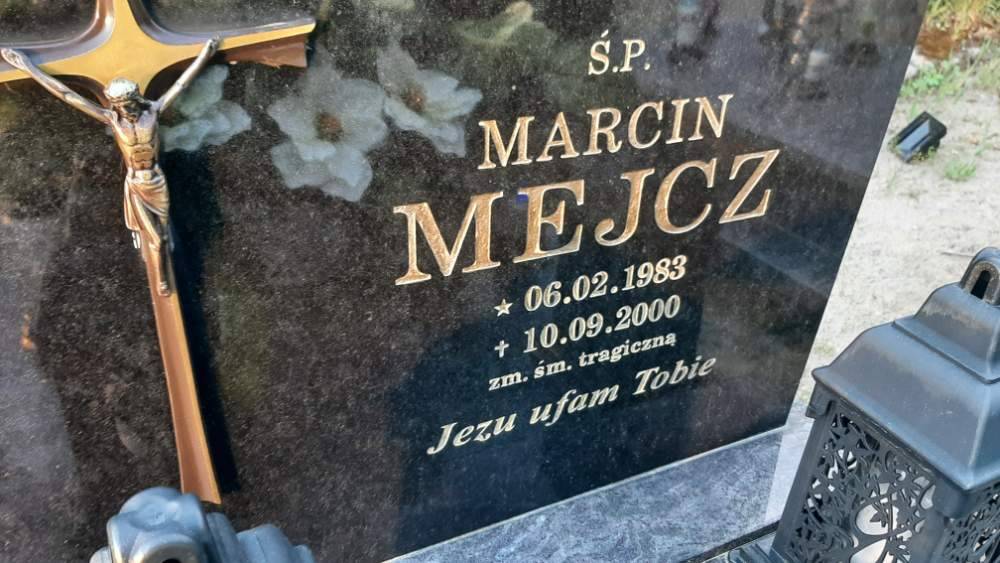 Ś.P.
MARCIN
MEJCZ
★ 06.02.1983
✝ 10.09.2000
zm. śm. tragiczną
Jezu ufam Tobie